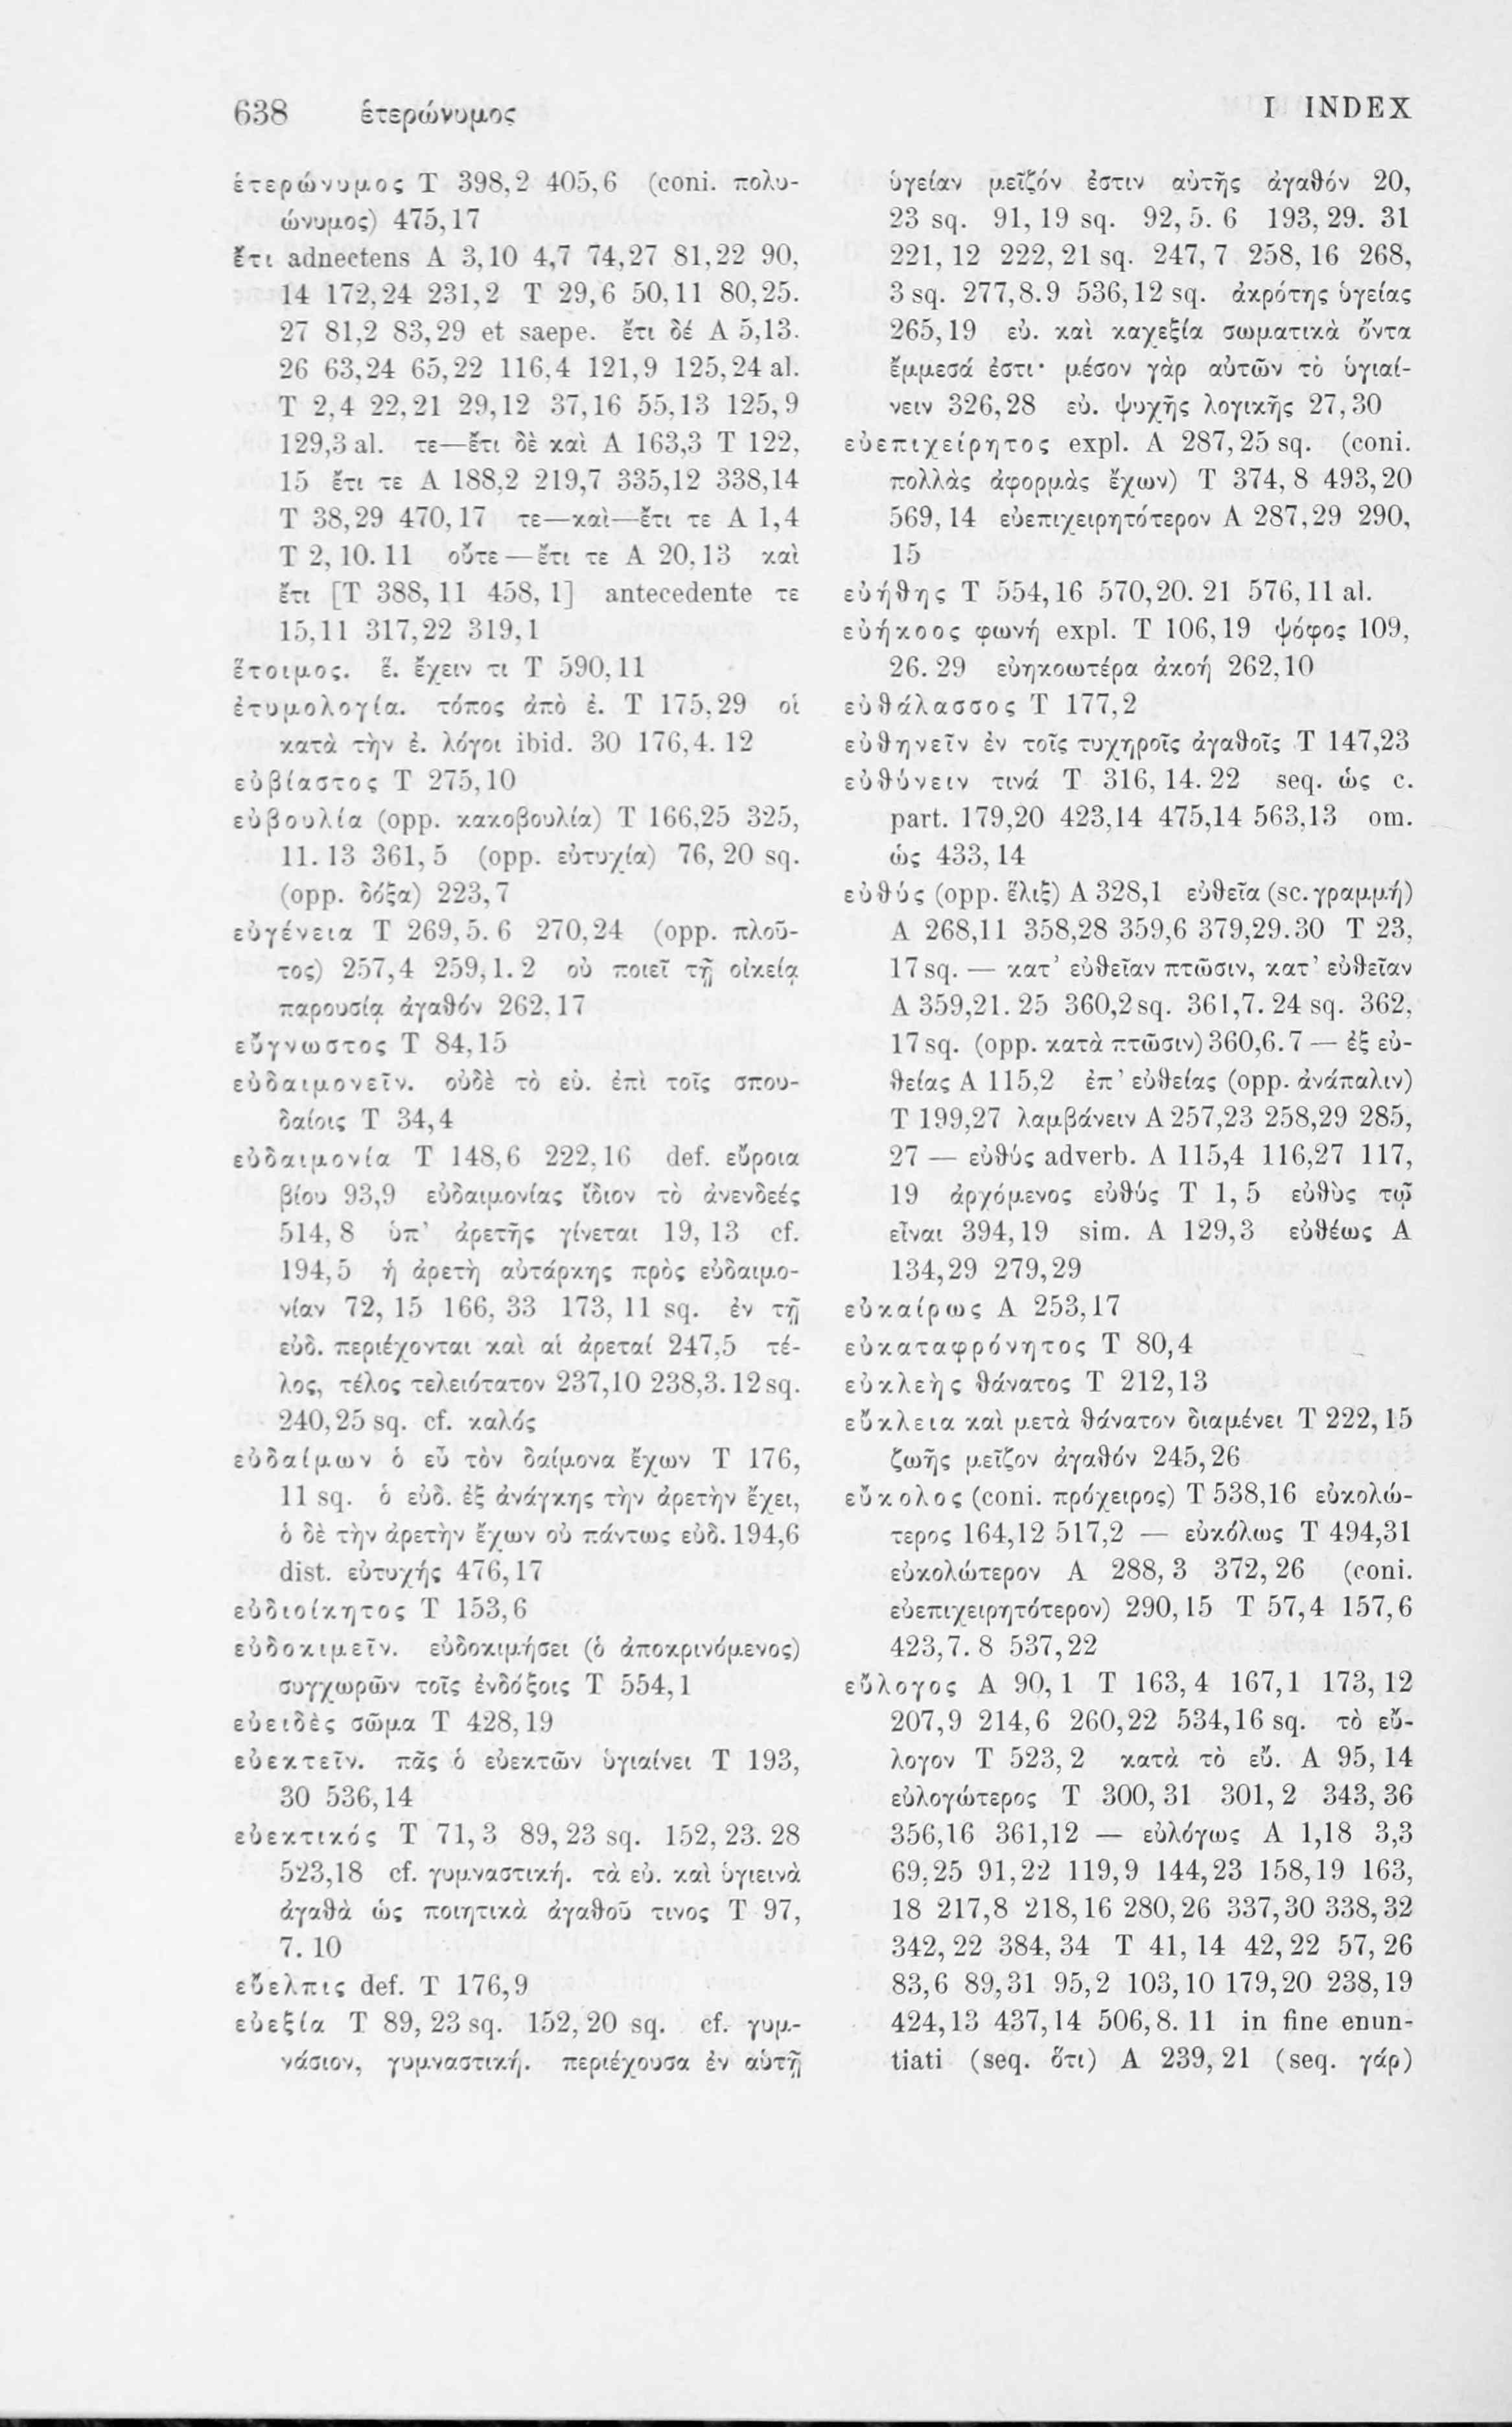 638 ἑτερώνυμος I INDEX
ἑτερώνυμος T 398,2 405,6 (coni. πολυ-
ώνυμος) 475,17
ἔτι adnectens A 3,10 4,7 74,27 81,22 90,
14 172,24 231,2 T 29,6 50,11 80,25.
27 81,2 83,29 et saepe. ἔτι δέ A 5,13.
26 63,24 65,22 116,4 121,9 125,24 al.
T 2,4 22,21 29,12 37,16 55,13 125,9
129,3 al. τε—ἔτι δὲ καὶ A 163,3 T 122,
15 ἔτι τε A 188,2 219,7 335,12 338,14
T 38,29 470,17 τε—καὶ—ἔτι τε A 1,4
T 2,10. 11 οὔτε—ἔτι τε A 20,13 καὶ
ἔτι [T 388,11 458,1] antecedente τε
15,11 317,22 319,1
ἕτοιμος. ἕ. ἔχειν τι T 590,11
ἐτυμολογία. τόπος ἀπὸ ἐ. T 175,29 οἱ
κατὰ τὴν ἐ. λόγοι ibid. 30 176,4. 12
εὐβίαστος T 275,10
εὐβουλία (opp. κακοβουλία) T 166,25 325,
11. 13 361,5 (opp. εὐτυχία) 76,20 sq.
(opp. δόξα) 223,7
εὐγένεια T 269,5. 6 270,24 (opp. πλοῦ-
τος) 257,4 259,1. 2 οὐ ποιεῖ τῇ οἰκείᾳ
παρουσίᾳ ἀγαθόν 262,17
εὔγνωστος T 84,15
εὐδαιμονεῖν. οὐδὲ τὸ εὐ. ἐπὶ τοῖς σπου-
δαίοις T 34,4
εὐδαιμονία T 148,6 222,16 def. εὔροια
βίου 93,9 εὐδαιμονίας ἴδιον τὸ ἀνενδεές
514,8 ὑπ' ἀρετῆς γίνεται 19,13 cf.
194,5 ἡ ἀρετὴ αὐτάρκης πρὸς εὐδαιμο-
νίαν 72,15 166,33 173,11 sq. ἐν τῇ
εὐδ. περιέχονται καὶ αἱ ἀρεταί 247,5 τέ-
λος, τέλος τελειότατον 237,10 238,3. 12 sq.
240,25 sq. cf. καλός
εὐδαίμων ὁ εὖ τὸν δαίμονα ἔχων T 176,
11 sq. ὁ εὐδ. ἐξ ἀνάγκης τὴν ἀρετὴν ἔχει,
ὁ δὲ τὴν ἀρετὴν ἔχων οὐ πάντως εὐδ. 194,6
dist. εὐτυχής 476,17
εὐδιοίκητος T 153,6
εὐδοκιμεῖν. εὐδοκιμήσει (ὁ ἀποκρινόμενος)
συγχωρῶν τοῖς ἐνδόξοις T 554,1
εὐειδὲς σῶμα T 428,19
εὐεκτεῖν. πᾶς ὁ εὐεκτῶν ὑγιαίνει T 193,
30 536,14
εὐεκτικός T 71,3 89,23 sq. 152,23. 28
523,18 cf. γυμναστική. τὰ εὐ. καὶ ὑγιεινὰ
ἀγαθὰ ὡς ποιητικὰ ἀγαθοῦ τινος T 97,
7. 10
εὔελπις def. T 176,9
εὐεξία T 89,23 sq. 152,20 sq. cf. γυμ-
νάσιον, γυμναστική. περιέχουσα ἐν αὑτῇ
ὑγείαν μεῖζόν ἐστιν αὐτῆς ἀγαθόν 20,
23 sq. 91,19 sq. 92,5. 6 193,29. 31
221,12 222,21 sq. 247,7 258,16 268,
3 sq. 277,8.9 536,12 sq. ἀκρότης ὑγείας
265,19 εὐ. καὶ καχεξία σωματικὰ ὄντα
ἔμμεσά ἐστι· μέσον γὰρ αὐτῶν τὸ ὑγιαί-
νειν 326,28 εὐ. ψυχῆς λογικῆς 27,30
εὐεπιχείρητος expl. A 287,25 sq. (coni.
πολλὰς ἀφορμὰς ἔχων) T 374,8 493,20
569,14 εὐεπιχειρητότερον A 287,29 290,
15
εὐήθης T 554,16 570,20. 21 576,11 al.
εὐήκοος φωνή expl. T 106,19 ψόφος 109,
26. 29 εὐηκοωτέρα ἀκοή 262,10
εὐθάλασσος T 177,2
εὐθηνεῖν ἐν τοῖς τυχηροῖς ἀγαθοῖς T 147,23
εὐθύνειν τινά T 316,14. 22 seq. ὡς c.
part. 179,20 423,14 475,14 563,13 om.
ὡς 433,14
εὐθύς (opp. ἕλιξ) A 328,1 εὐθεῖα (sc. γραμμή)
A 268,11 358,28 359,6 379,29.30 T 23,
17 sq. — κατ' εὐθεῖαν πτῶσιν, κατ' εὐθεῖαν
A 359,21. 25 360,2 sq. 361,7. 24 sq. 362,
17 sq. (opp. κατὰ πτῶσιν) 360,6. 7 — ἐξ εὐ-
θείας A 115,2 ἐπ' εὐθείας (opp. ἀνάπαλιν)
T 199,27 λαμβάνειν A 257,23 258,29 285,
27 — εὐθύς adverb. A 115,4 116,27 117,
19 ἀρχόμενος εὐθύς T 1,5 εὐθὺς τῷ
εἶναι 394,19 sim. A 129,3 εὐθέως A
134,29 279,29
εὐκαίρως A 253,17
εὐκαταφρόνητος T 80,4
εὐκλεὴς θάνατος T 212,13
εὔκλεια καὶ μετὰ θάνατον διαμένει T 222,15
ζωῆς μεῖζον ἀγαθόν 245,26
εὔκολος (coni. πρόχειρος) T 538,16 εὐκολώ-
τερος 164,12 517,2 — εὐκόλως T 494,31
εὐκολώτερον A 288,3 372,26 (coni.
εὐεπιχειρητότερον) 290,15 T 57,4 157,6
423,7. 8 537,22
εὔλογος A 90,1 T 163,4 167,1 173,12
207,9 214,6 260,22 534,16 sq. τὸ εὔ-
λογον T 523,2 κατὰ τὸ εὔ. A 95,14
εὐλογώτερος T 300,31 301,2 343,36
356,16 361,12 — εὐλόγως A 1,18 3,3
69,25 91,22 119,9 144,23 158,19 163,
18 217,8 218,16 280,26 337,30 338,32
342,22 384,34 T 41,14 42,22 57,26
83,6 89,31 95,2 103,10 179,20 238,19
424,13 437,14 506,8. 11 in fine enun-
tiati (seq. ὅτι) A 239,21 (seq. γάρ)